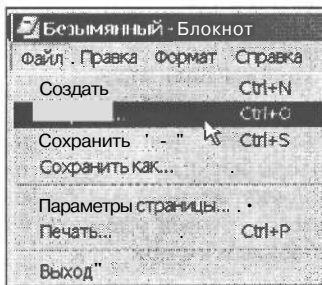 Безымянный - Блокнот
Файл Правка Формат Справка
Создать Ctrl+N
... Ctrl+O
Сохранить Ctrl+S
Сохранить как...
Параметры страницы...
Печать... Ctrl+P
Выход